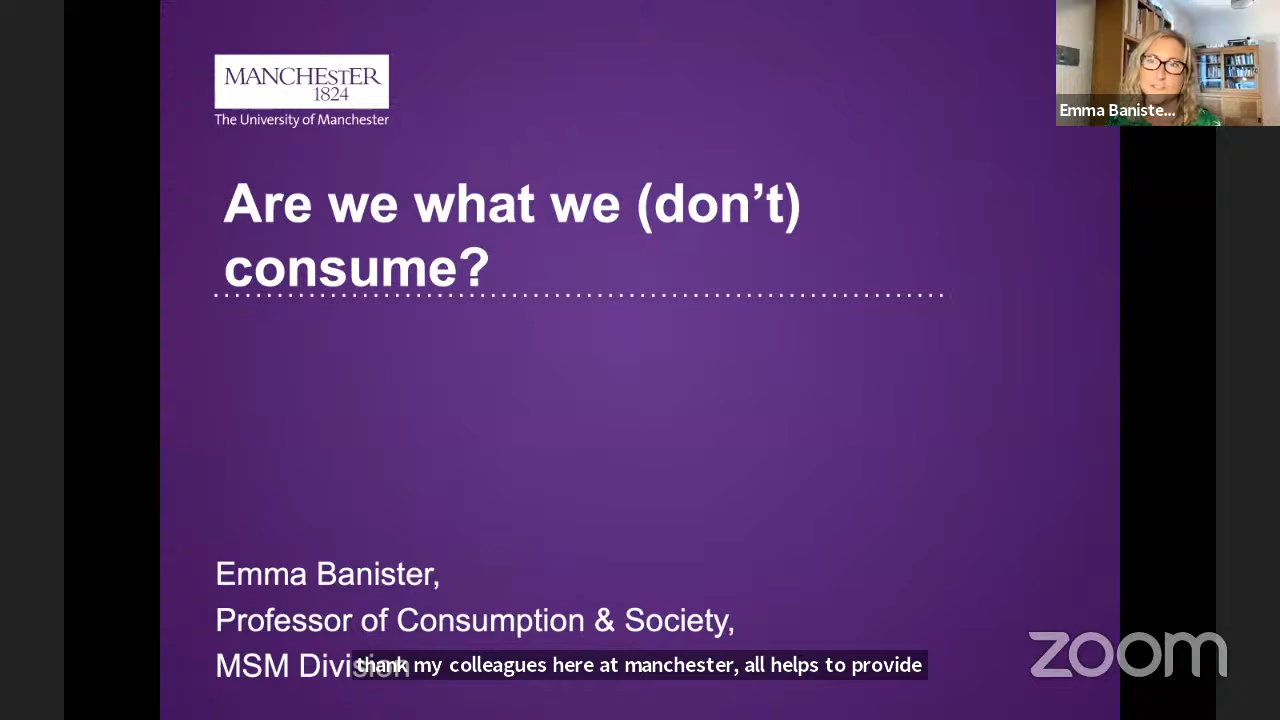 MANCHESTER
1824
The University of Manchester
Emma Baniste...
Are we what we (don't)
consume?
Emma Banister,
Professor of Consumption & Society,
MSM Division
thank my colleagues here at manchester, all helps to provide
zoom